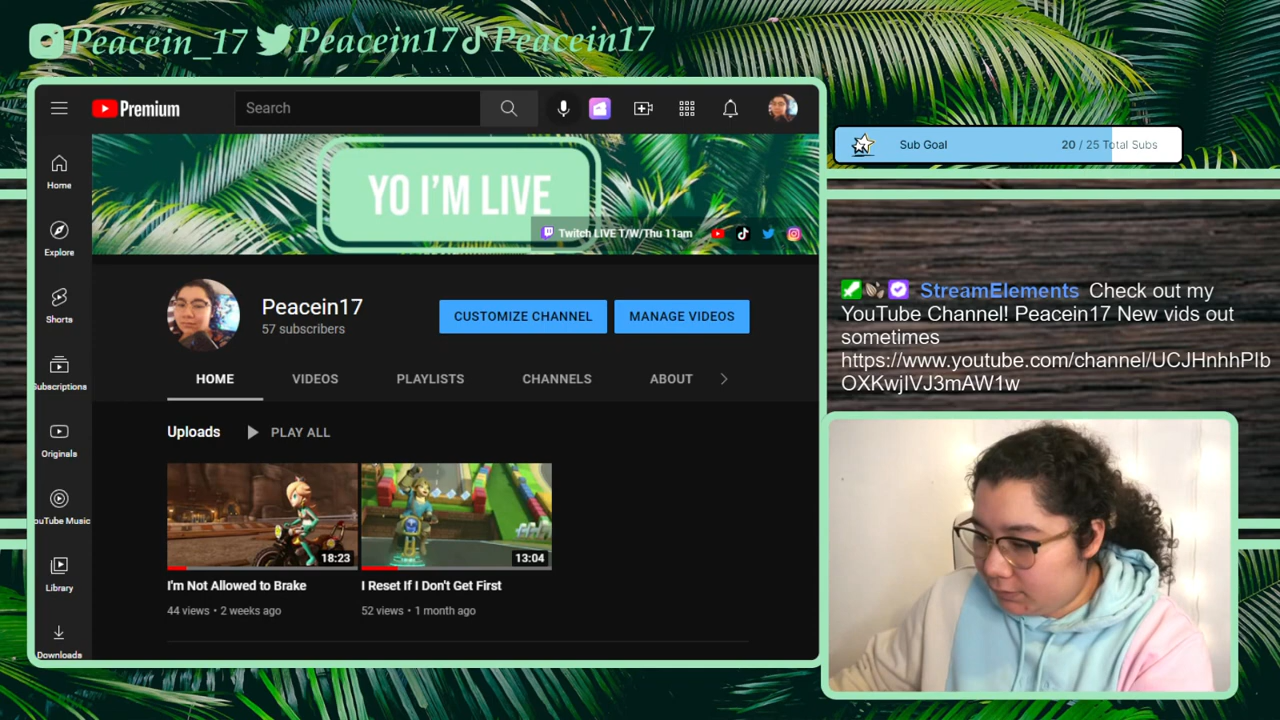 Peacein_17 Peacein17 Peacein17
Premium
Search
Sub Goal 20 / 25 Total Subs
Home
Explore
Shorts
Subscriptions
Originals
YouTube Music
Library
Downloads
YO I'M LIVE
Twitch LIVE T/W/Thu 11am
Peacein17
57 subscribers
CUSTOMIZE CHANNEL
MANAGE VIDEOS
HOME VIDEOS PLAYLISTS CHANNELS ABOUT
Uploads PLAY ALL
18:23
13:04
I'm Not Allowed to Brake
44 views • 2 weeks ago
I Reset If I Don't Get First
52 views • 1 month ago
StreamElements Check out my
YouTube Channel! Peacein17 New vids out
sometimes
https://www.youtube.com/channel/UCJHnhhPIb
OXKwjIVJ3mAW1w